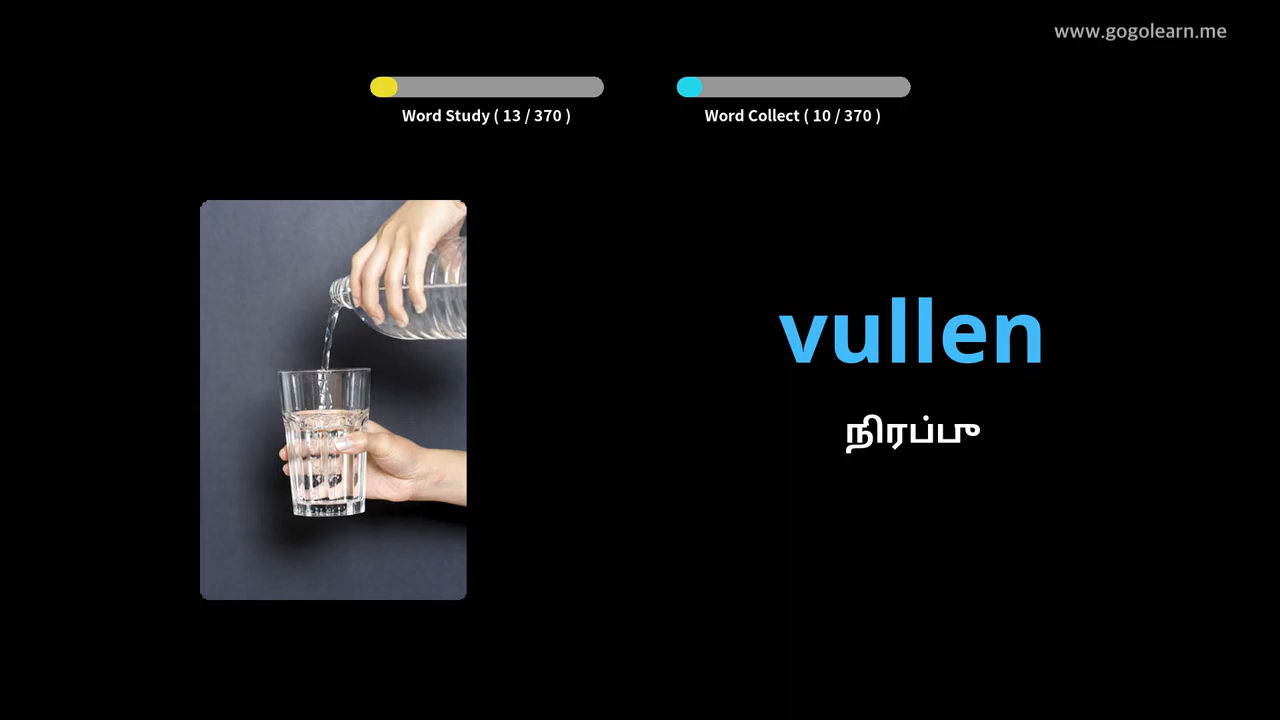 www.gogolearn.me
Word Study ( 13 / 370 )
Word Collect ( 10 / 370 )
vullen
நிரப்பு